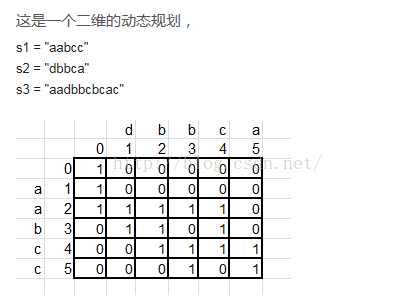 这是一个二维的动态规划，
s1 = "aabcc"
s2 = "dbbca"
s3 = "aadbbcbcac"
d b b c a
0 1 2 3 4 5
0 1 0 0 0 0 0
a 1 1 0 0 0 0 0
a 2 1 1 1 1 1 0
b 3 0 1 1 0 1 0
c 4 0 0 1 1 1 1
c 5 0 0 0 1 0 1
http://blog.csdn.net/